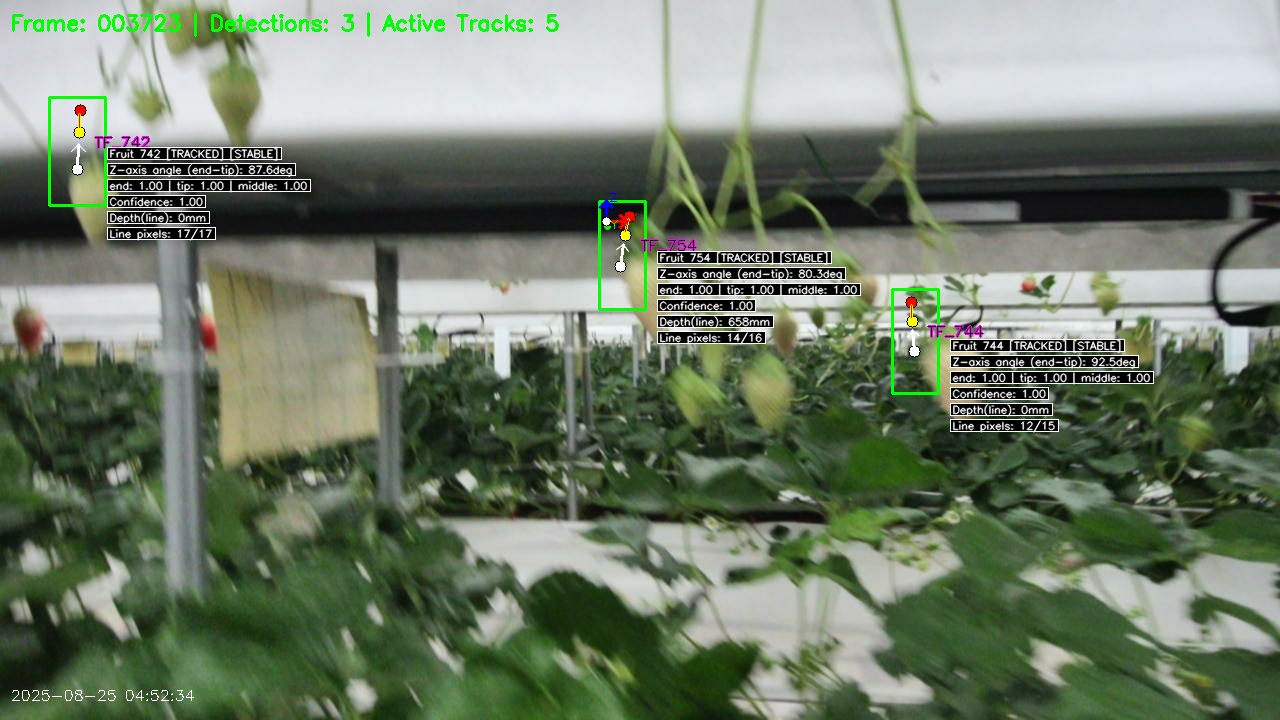 Frame: 003723 | Detections: 3 | Active Tracks: 5
TF_742
Fruit 742 [TRACKED] [STABLE]
Z-axis angle (end-tip): 87.6deg
end: 1.00 | tip: 1.00 | middle: 1.00
Confidence: 1.00
Depth(line): 0mm
Line pixels: 17/17
TF_754
Fruit 754 [TRACKED] [STABLE]
Z-axis angle (end-tip): 80.3deg
end: 1.00 | tip: 1.00 | middle: 1.00
Confidence: 1.00
Depth(line): 658mm
Line pixels: 14/16
TF_744
Fruit 744 [TRACKED] [STABLE]
Z-axis angle (end-tip): 92.5deg
end: 1.00 | tip: 1.00 | middle: 1.00
Confidence: 1.00
Depth(line): 0mm
Line pixels: 12/15
2025-08-25 04:52:34